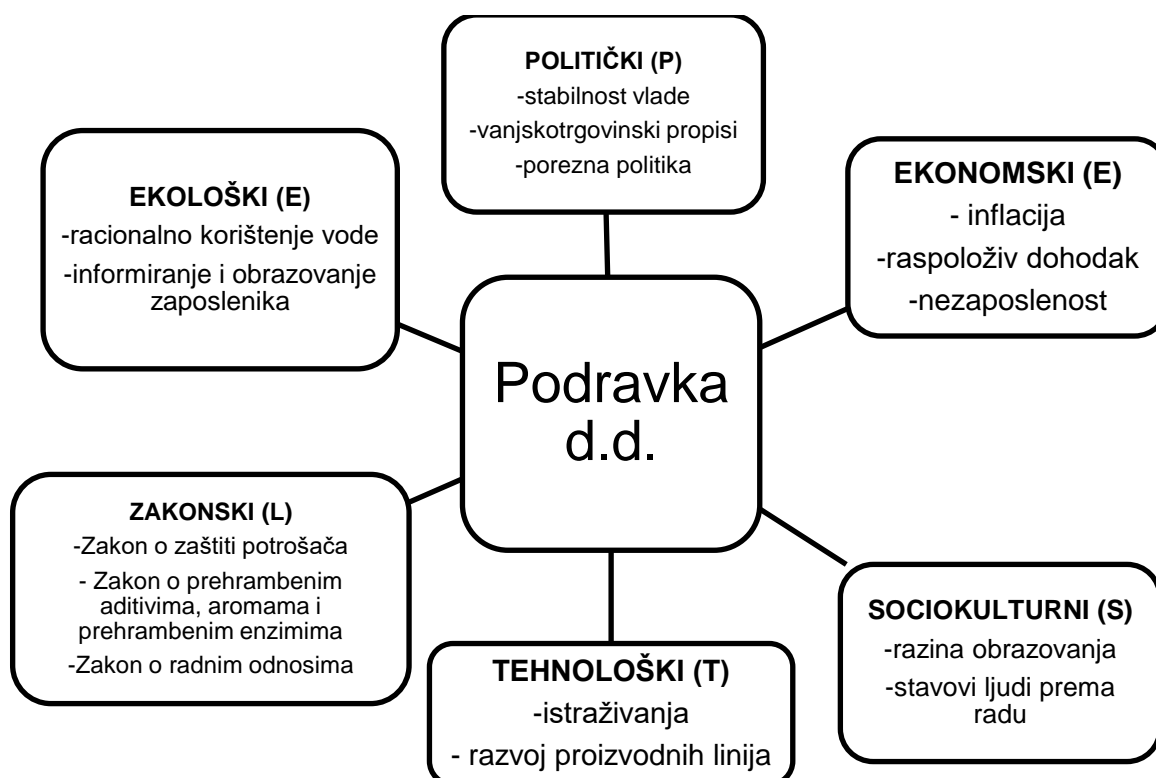 POLITIČKI (P)
-stabilnost vlade
-vanjskotrgovinski propisi
-porezna politika
EKONOMSKI (E)
- inflacija
-raspoloživ dohodak
-nezaposlenost
EKOLOŠKI (E)
-racionalno korištenje vode
-informiranje i obrazovanje
zaposlenika
Podravka
d.d.
ZAKONSKI (L)
-Zakon o zaštiti potrošača
- Zakon o prehrambenim
aditivima, aromama i
prehrambenim enzimima
-Zakon o radnim odnosima
SOCIOKULTURNI (S)
-razina obrazovanja
-stavovi ljudi prema
radu
TEHNOLOŠKI (T)
-istraživanja
- razvoj proizvodnih linija